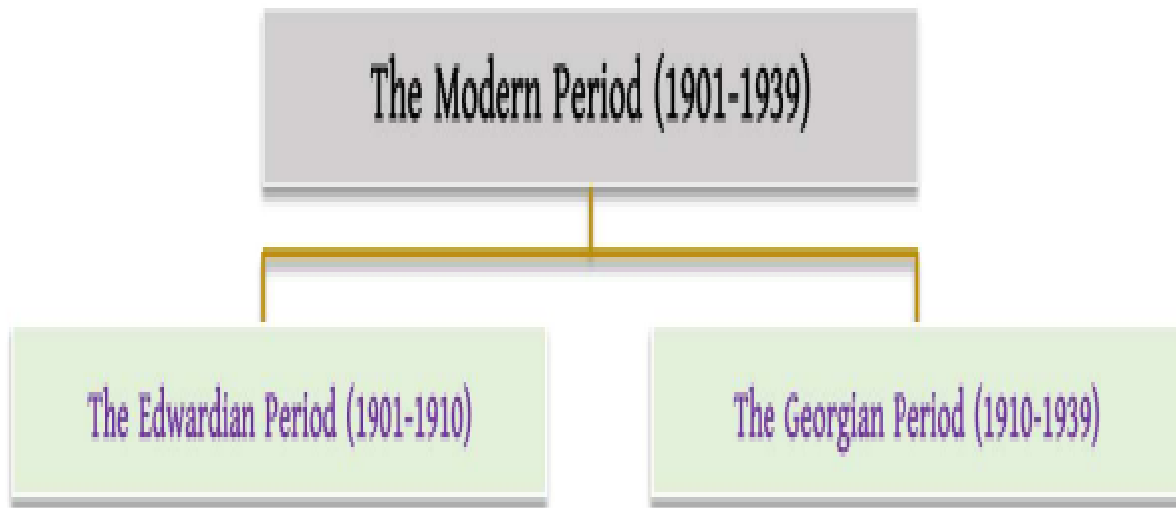 The Modern Period (1901-1939)
The Edwardian Period (1901-1910)
The Georgian Period (1910-1939)